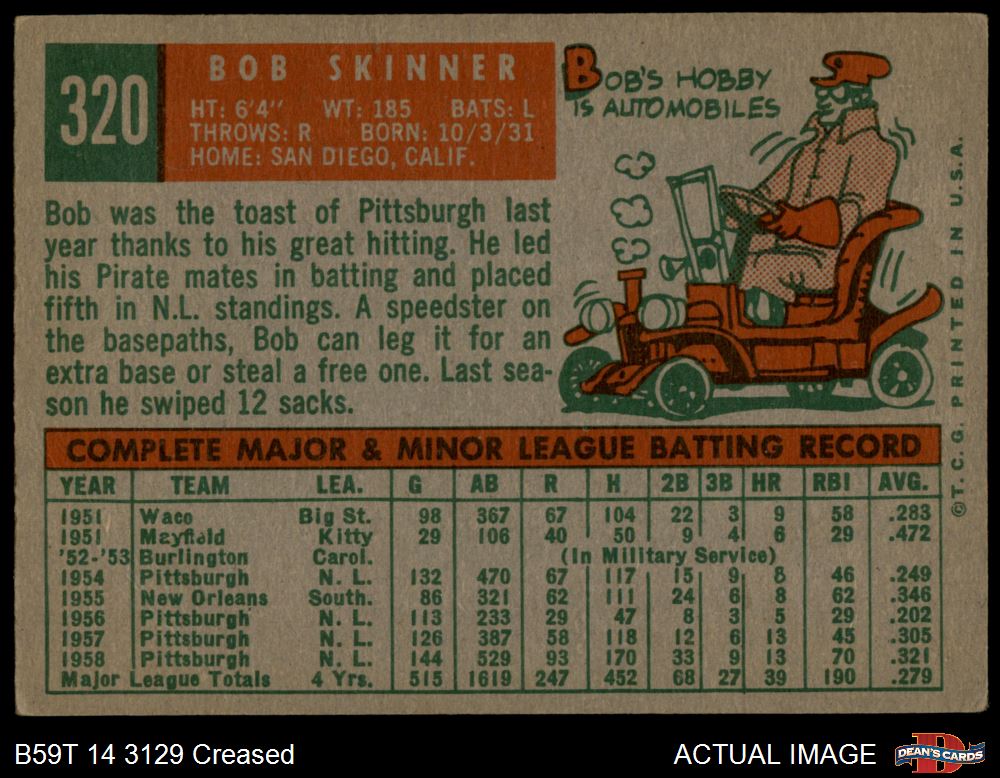 320
BOB SKINNER
HT: 6'4" WT: 185 BATS: L
THROWS: R BORN: 10/3/31
HOME: SAN DIEGO, CALIF.
BOB'S HOBBY
IS AUTOMOBILES
Bob was the toast of Pittsburgh last
year thanks to his great hitting. He led
his Pirate mates in batting and placed
fifth in N.L. standings. A speedster on
the basepaths, Bob can leg it for an
extra base or steal a free one. Last sea-
son he swiped 12 sacks.
COMPLETE MAJOR & MINOR LEAGUE BATTING RECORD
YEAR TEAM LEA. G AB R H 2B 3B HR RBI AVG.
1951 Waco Big St. 98 367 67 104 22 3 9 58 .283
1951 Mayfield Kitty 29 106 40 50 9 4 6 29 .472
'52-'53 Burlington Carol. (In Military Service)
1954 Pittsburgh N. L. 132 470 67 117 15 9 8 46 .249
1955 New Orleans South. 86 321 62 111 24 6 8 62 .346
1956 Pittsburgh N. L. 113 233 29 47 8 3 5 29 .202
1957 Pittsburgh N. L. 126 387 58 118 12 6 13 45 .305
1958 Pittsburgh N. L. 144 529 93 170 33 9 13 70 .321
Major League Totals 4 Yrs. 515 1619 247 452 68 27 39 190 .279
©T. C. G. PRINTED IN U.S.A.
B59T 14 3129 Creased
ACTUAL IMAGE
DEAN'S CARDS